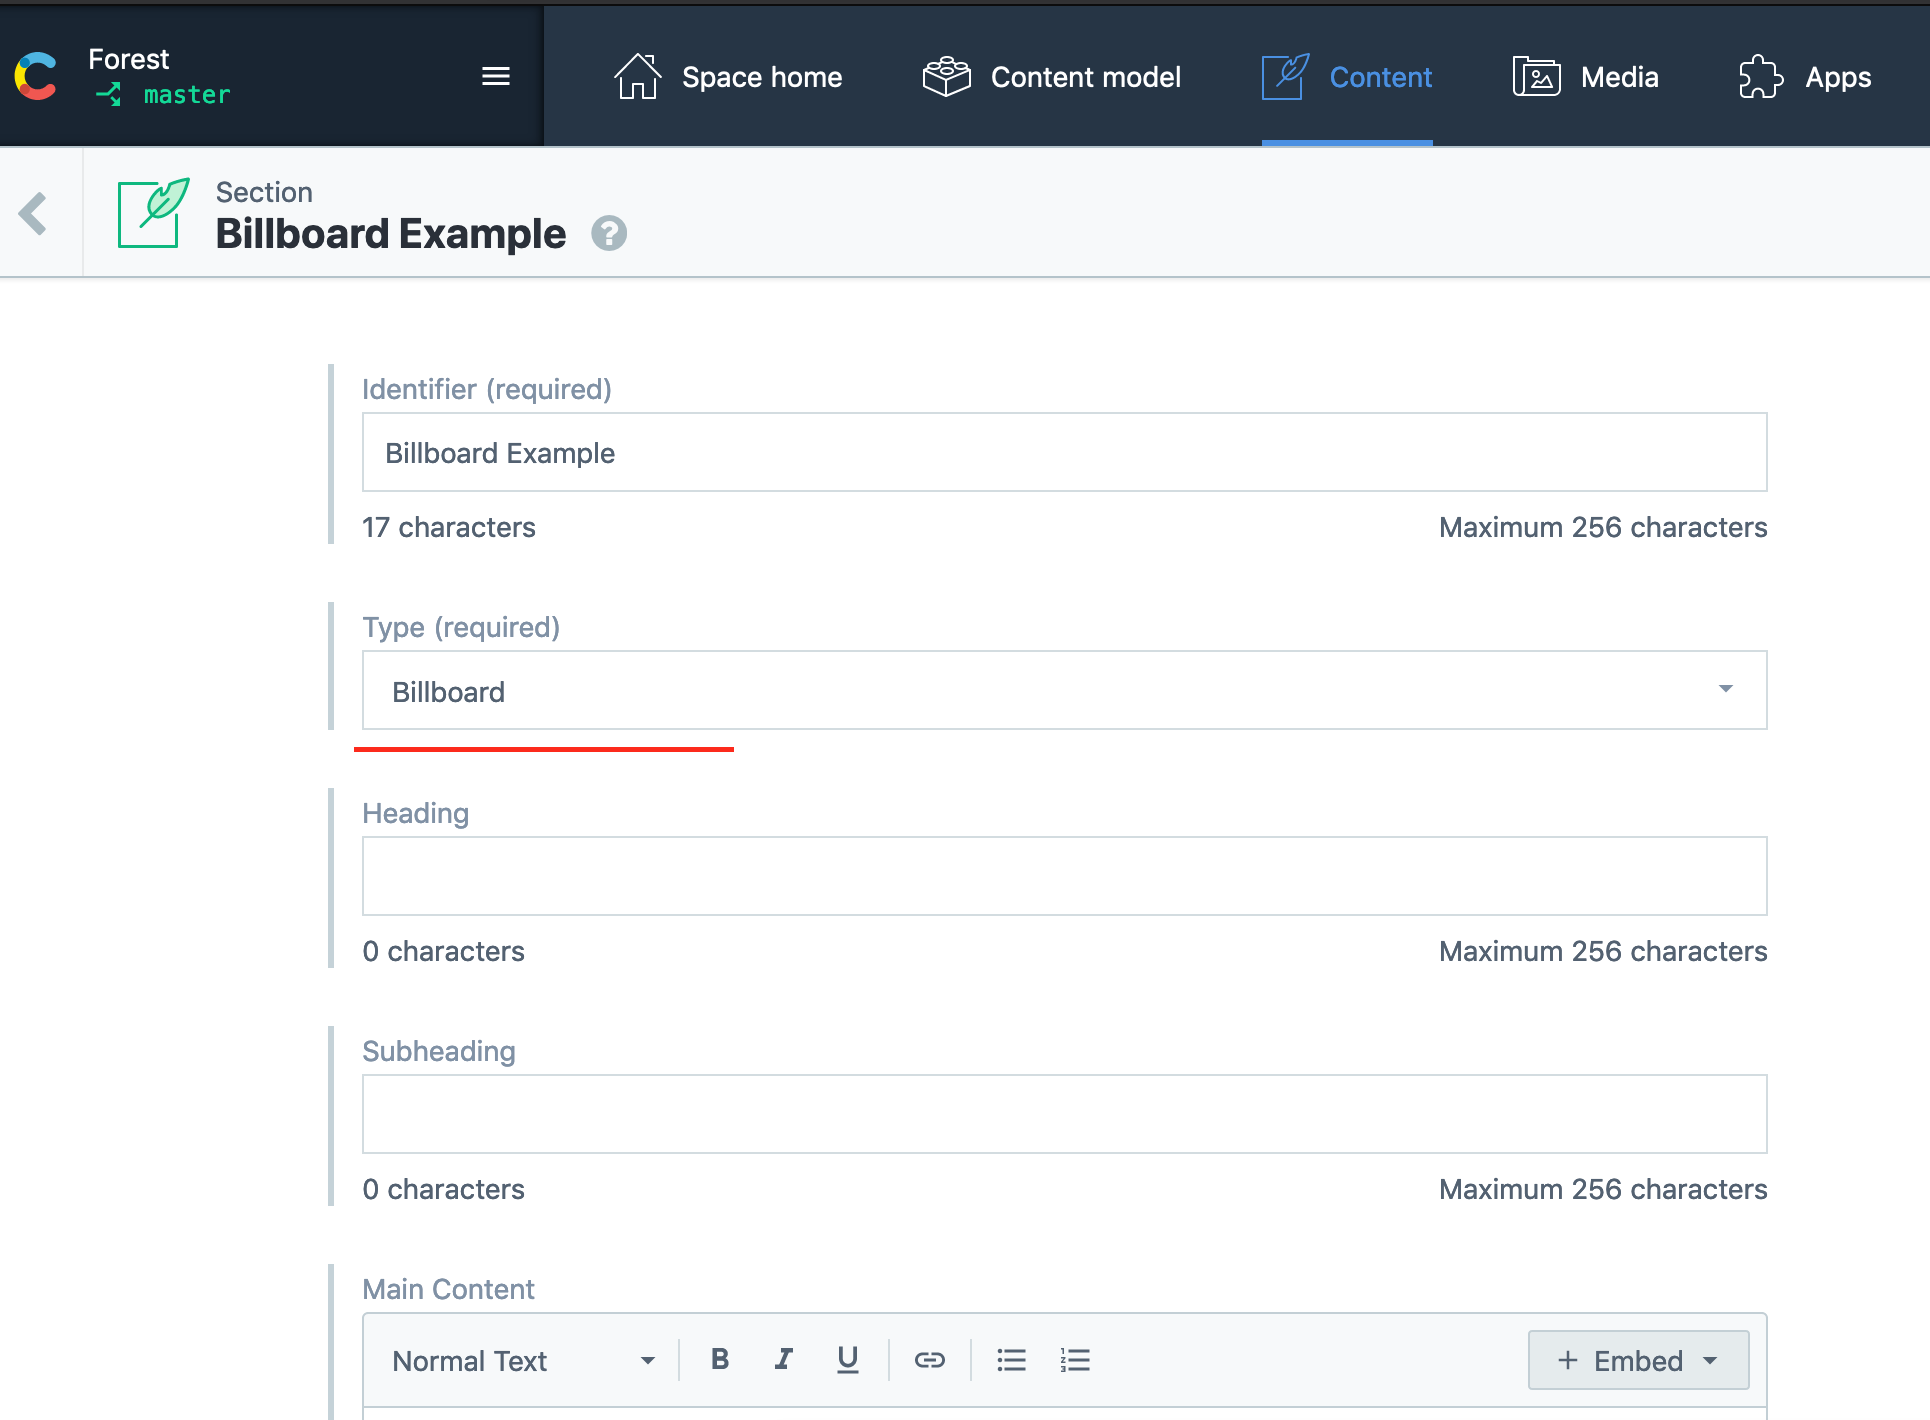 Forest
master
Space home
Content model
Content
Media
Apps
Section
Billboard Example
?
Identifier (required)
Billboard Example
17 characters
Maximum 256 characters
Type (required)
Billboard
Heading
0 characters
Maximum 256 characters
Subheading
0 characters
Maximum 256 characters
Main Content
Normal Text
B I U
+ Embed